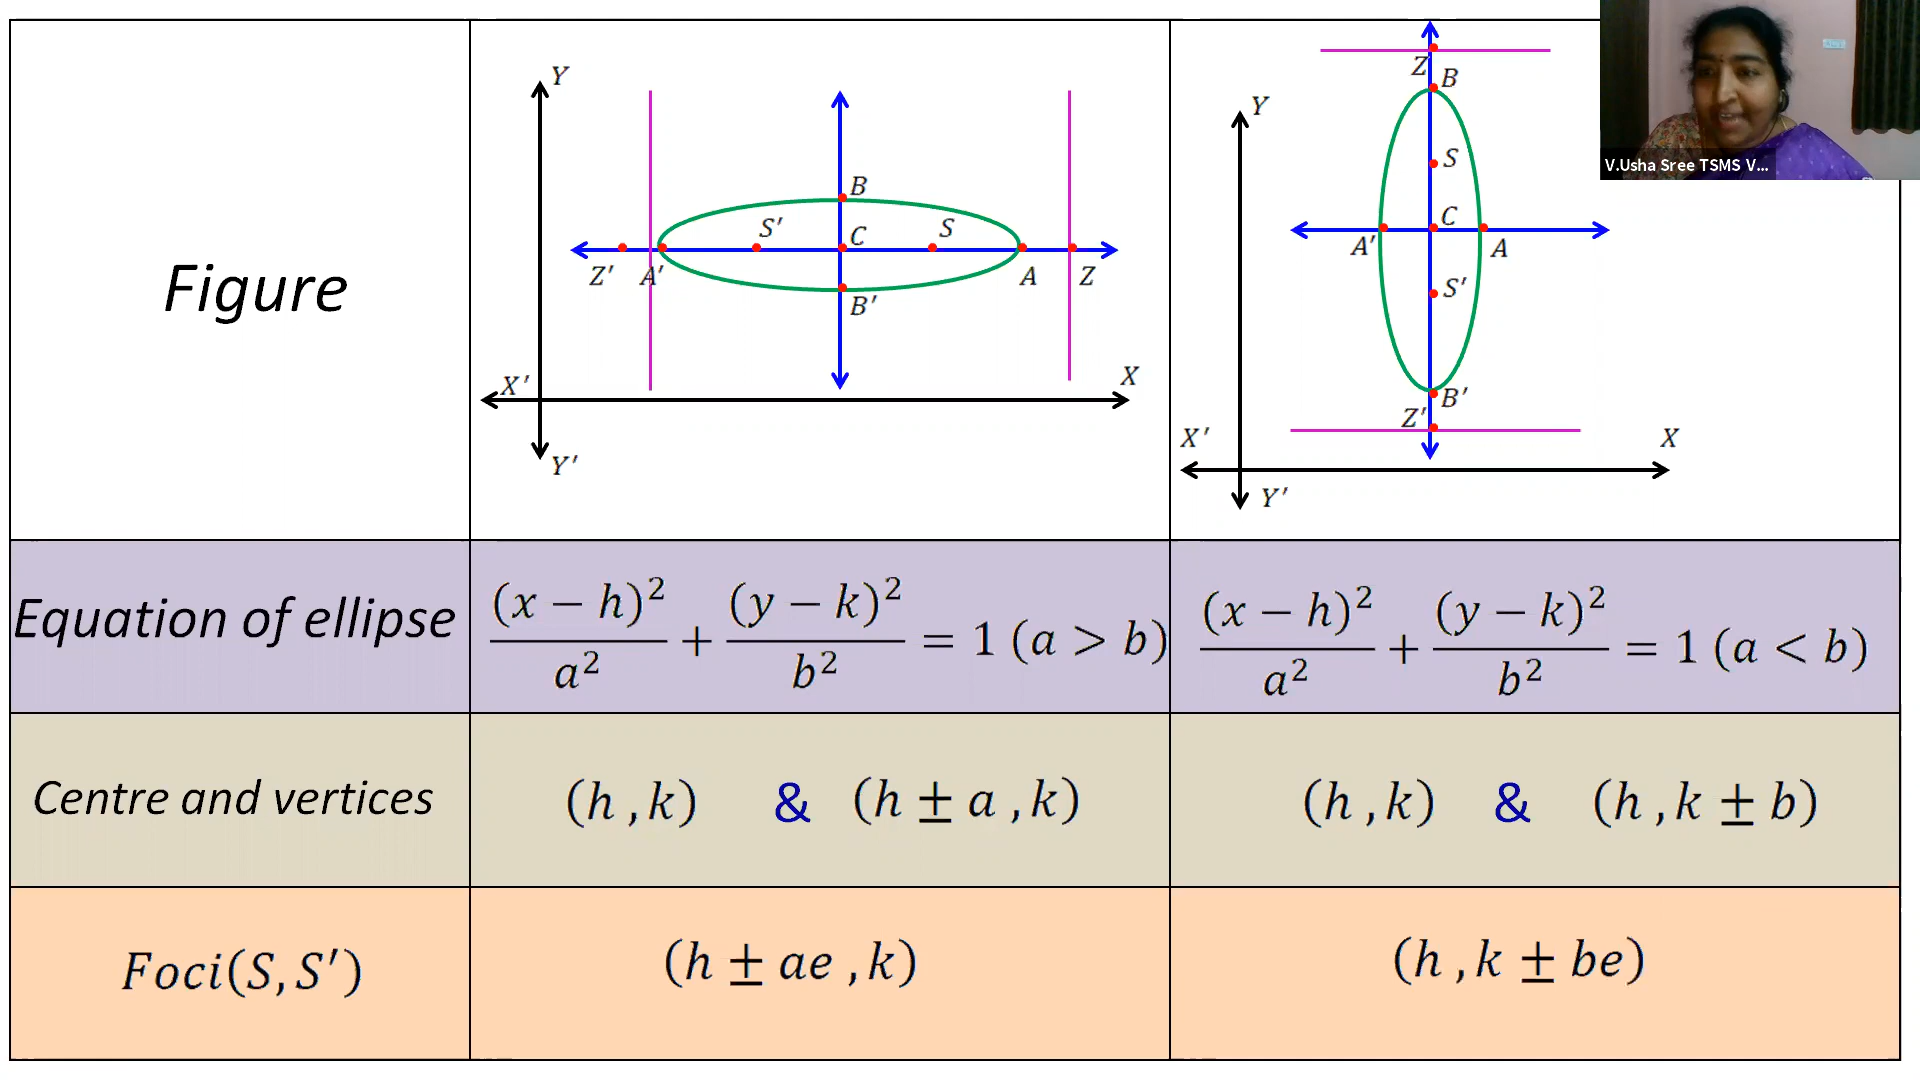 Figure
Y
B
S'
C
S
Z'
A'
A
Z
B'
X'
X
Y'
Z
B
Y
S
C
A'
A
S'
B'
Z'
X'
X
Y'
V.Usha Sree TSMS V...
Equation of ellipse
(x − h)²/a² + (y − k)²/b² = 1 (a > b)
(x − h)²/a² + (y − k)²/b² = 1 (a < b)
Centre and vertices
(h ,k) & (h ± a ,k)
(h ,k) & (h ,k ± b)
Foci(S,S')
(h ± ae ,k)
(h ,k ± be)